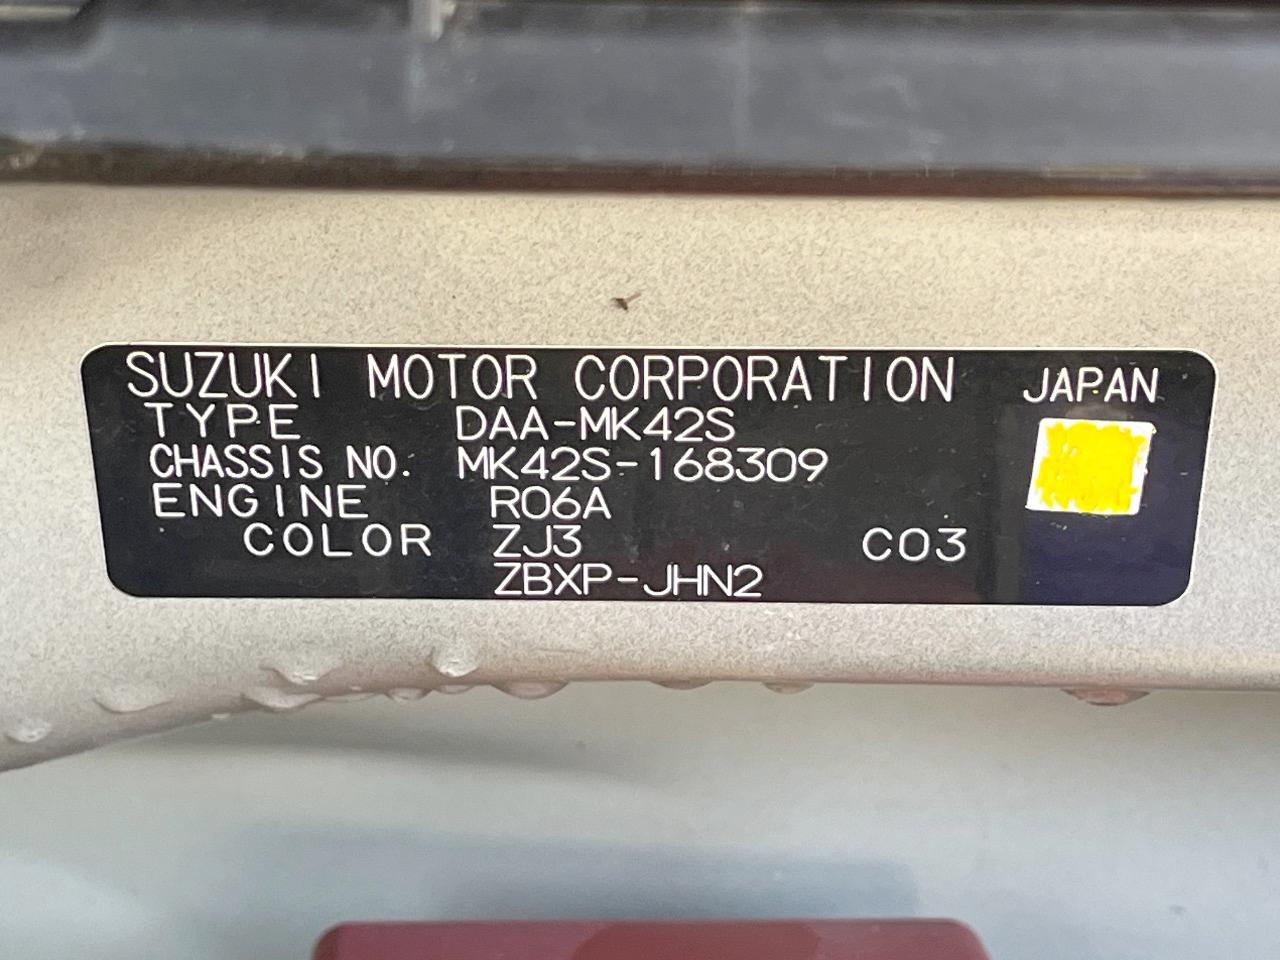 SUZUKI MOTOR CORPORATION JAPAN
TYPE DAA-MK42S
CHASSIS NO. MK42S-168309
ENGINE R06A
COLOR ZJ3 C03
ZBXP-JHN2